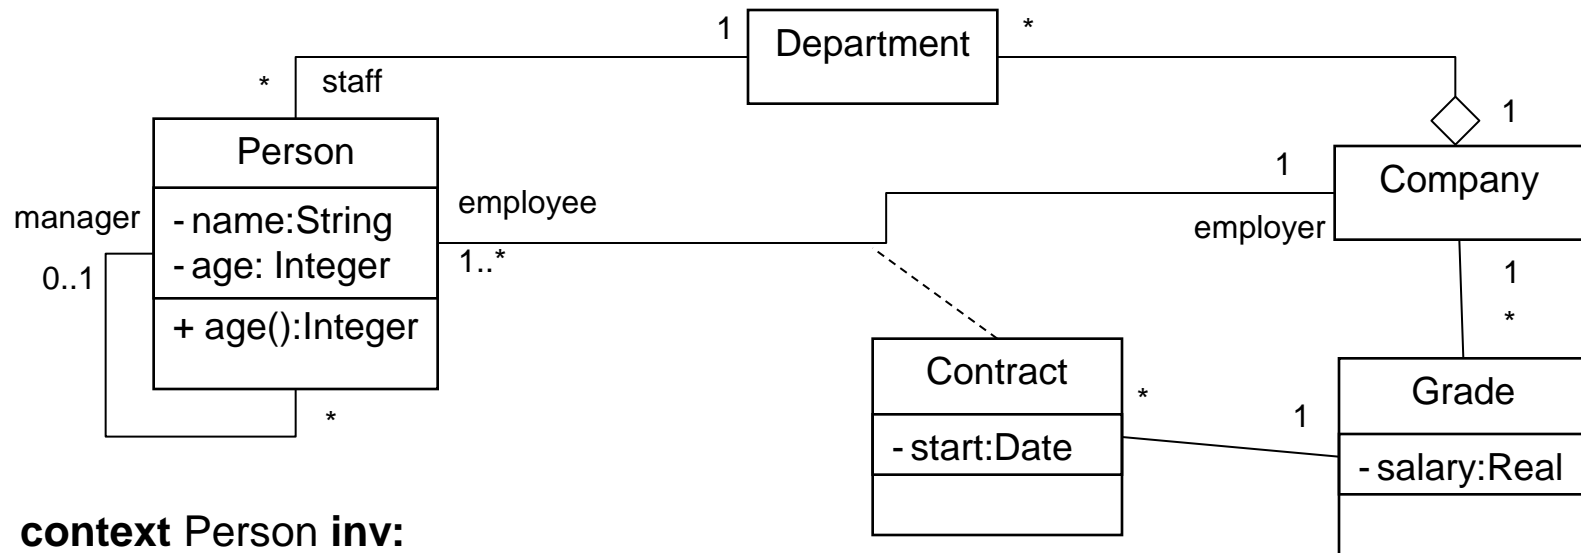 1
Department
*
* staff
1
Person
1
Company
manager
- name:String
employee
employer
0..1
- age: Integer
1..*
1
+ age():Integer
*
Contract
Grade
*
*
1
- start:Date
- salary:Real
context Person inv: